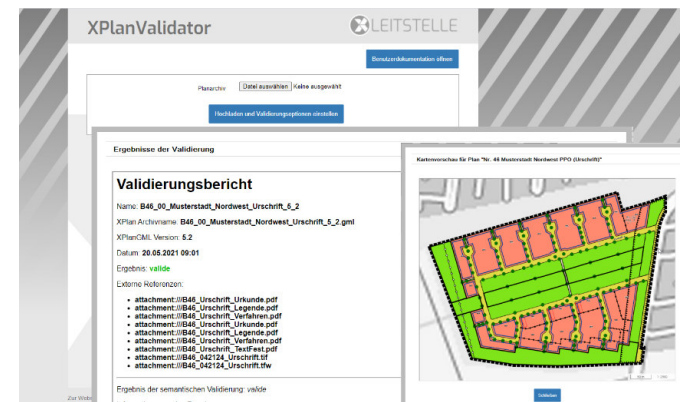 XPlanValidator
LEITSTELLE
Benutzerdokumentation öffnen
Planarchiv Datei auswählen Keine ausgewählt
Hochladen und Validierungsoptionen einstellen
Ergebnisse der Validierung
Validierungsbericht
Name: B46_00_Musterstadt_Nordwest_Urschrift_5_2
XPlan Archivname: B46_00_Musterstadt_Nordwest_Urschrift_5_2.gml
XPlanGML Version: 5.2
Datum: 20.05.2021 09:01
Ergebnis: valide
Externe Referenzen:
• attachment:///B46_Urschrift_Urkunde.pdf
• attachment:///B46_Urschrift_Legende.pdf
• attachment:///B46_Urschrift_Verfahren.pdf
• attachment:///B46_Urschrift_Urkunde.pdf
• attachment:///B46_Urschrift_Legende.pdf
• attachment:///B46_Urschrift_Verfahren.pdf
• attachment:///B46_Urschrift_TextFest.pdf
• attachment:///B46_042124_Urschrift.tif
• attachment:///B46_042124_Urschrift.tfw
Ergebnis der semantischen Validierung: valide
Kartenvorschau für Plan "Nr. 46 Musterstadt Nordwest PPO (Urschrift)"
Schließen
Zur Web